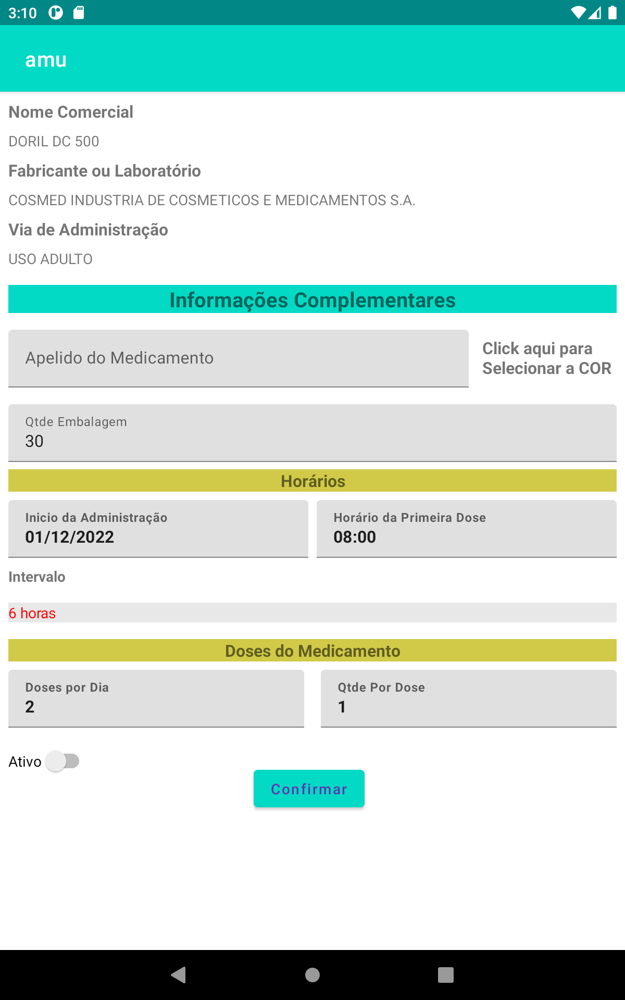 3:10
amu
Nome Comercial
DORIL DC 500
Fabricante ou Laboratório
COSMED INDUSTRIA DE COSMETICOS E MEDICAMENTOS S.A.
Via de Administração
USO ADULTO
Informações Complementares
Apelido do Medicamento
Click aqui para
Selecionar a COR
Qtde Embalagem
30
Horários
Inicio da Administração
01/12/2022
Horário da Primeira Dose
08:00
Intervalo
6 horas
Doses do Medicamento
Doses por Dia
2
Qtde Por Dose
1
Ativo
Confirmar